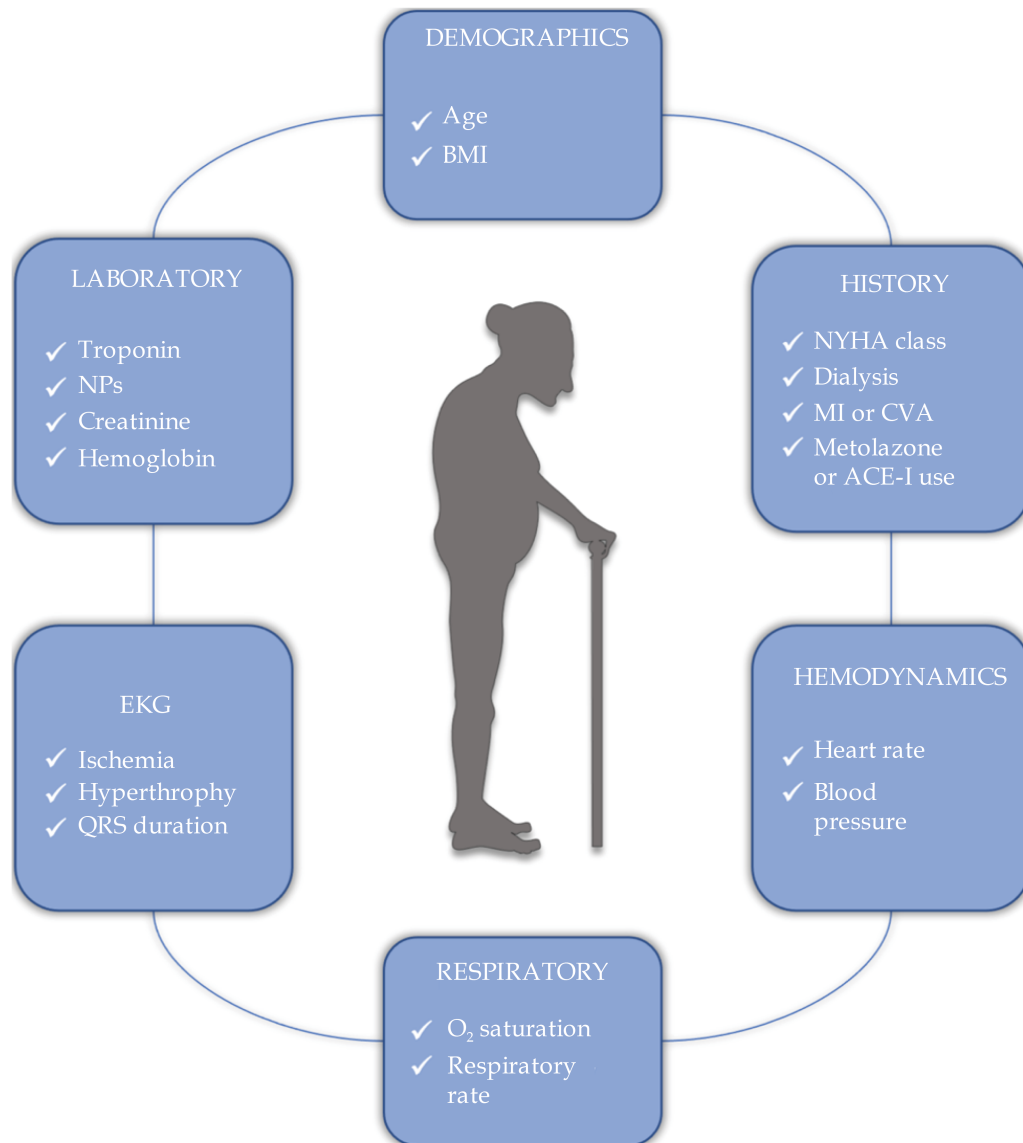 DEMOGRAPHICS
✓ Age
✓ BMI
LABORATORY
✓ Troponin
✓ NPs
✓ Creatinine
✓ Hemoglobin
HISTORY
✓ NYHA class
✓ Dialysis
✓ MI or CVA
✓ Metolazone
or ACE-I use
EKG
✓ Ischemia
✓ Hyperthrophy
✓ QRS duration
HEMODYNAMICS
✓ Heart rate
✓ Blood
pressure
RESPIRATORY
✓ O₂ saturation
✓ Respiratory
rate